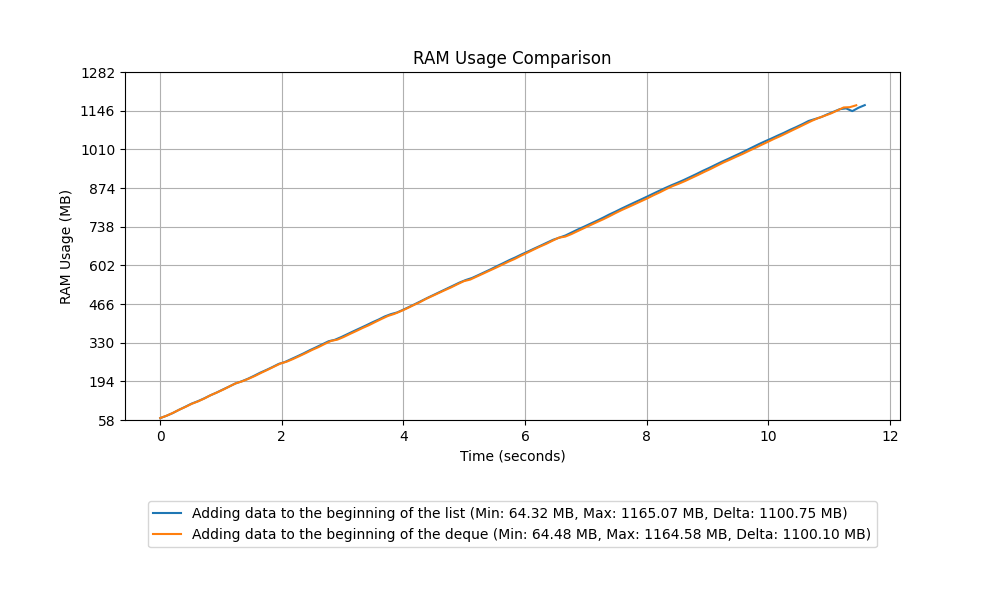 RAM Usage Comparison
RAM Usage (MB)
1282
1146
1010
874
738
602
466
330
194
58
0 2 4 6 8 10 12
Time (seconds)
Adding data to the beginning of the list (Min: 64.32 MB, Max: 1165.07 MB, Delta: 1100.75 MB)
Adding data to the beginning of the deque (Min: 64.48 MB, Max: 1164.58 MB, Delta: 1100.10 MB)